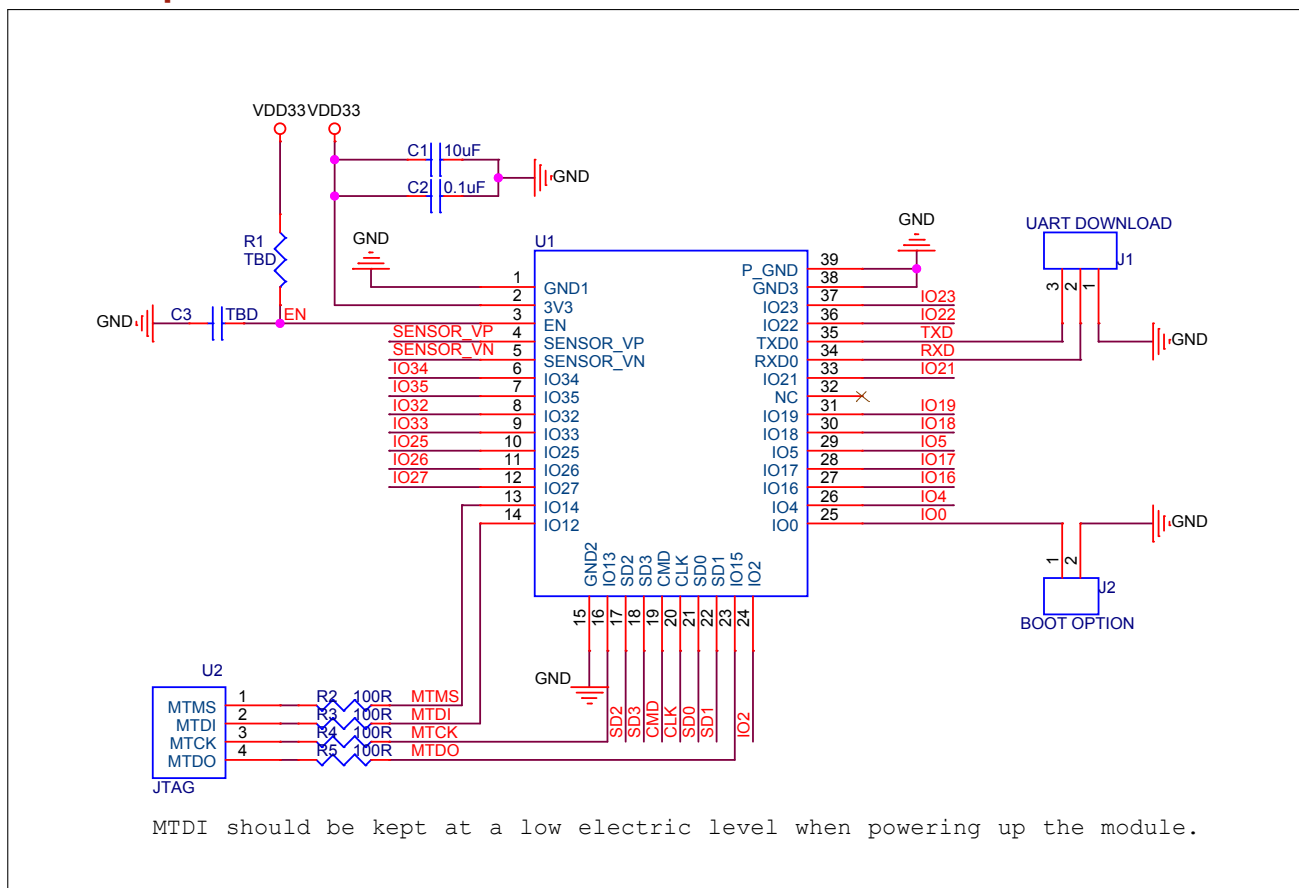 VDD33 VDD33
C1 10uF
C2 0.1uF
GND
R1
TBD
GND
C3 TBD EN
GND
U1
GND
UART DOWNLOAD
J1
3 2 1
GND
1 GND1
2 3V3
3 EN
SENSOR_VP 4 SENSOR_VP
SENSOR_VN 5 SENSOR_VN
IO34 6 IO34
IO35 7 IO35
IO32 8 IO32
IO33 9 IO33
IO25 10 IO25
IO26 11 IO26
IO27 12 IO27
13 IO14
14 IO12
P_GND 39
GND3 38
IO23 37 IO23
IO22 36 IO22
TXD0 35 TXD
RXD0 34 RXD
IO21 33 IO21
NC 32
IO19 31 IO19
IO18 30 IO18
IO5 29 IO5
IO17 28 IO17
IO16 27 IO16
IO4 26 IO4
IO0 25 IO0
GND
1 2
J2
BOOT OPTION
GND2 IO13 SD2 SD3 CMD CLK SD0 SD1 IO15 IO2
15 16 17 18 19 20 21 22 23 24
GND
SD2 SD3 CMD CLK SD0 SD1 IO2
U2
MTMS 1 R2 100R MTMS
MTDI 2 R3 100R MTDI
MTCK 3 R4 100R MTCK
MTDO 4 R5 100R MTDO
JTAG
MTDI should be kept at a low electric level when powering up the module.